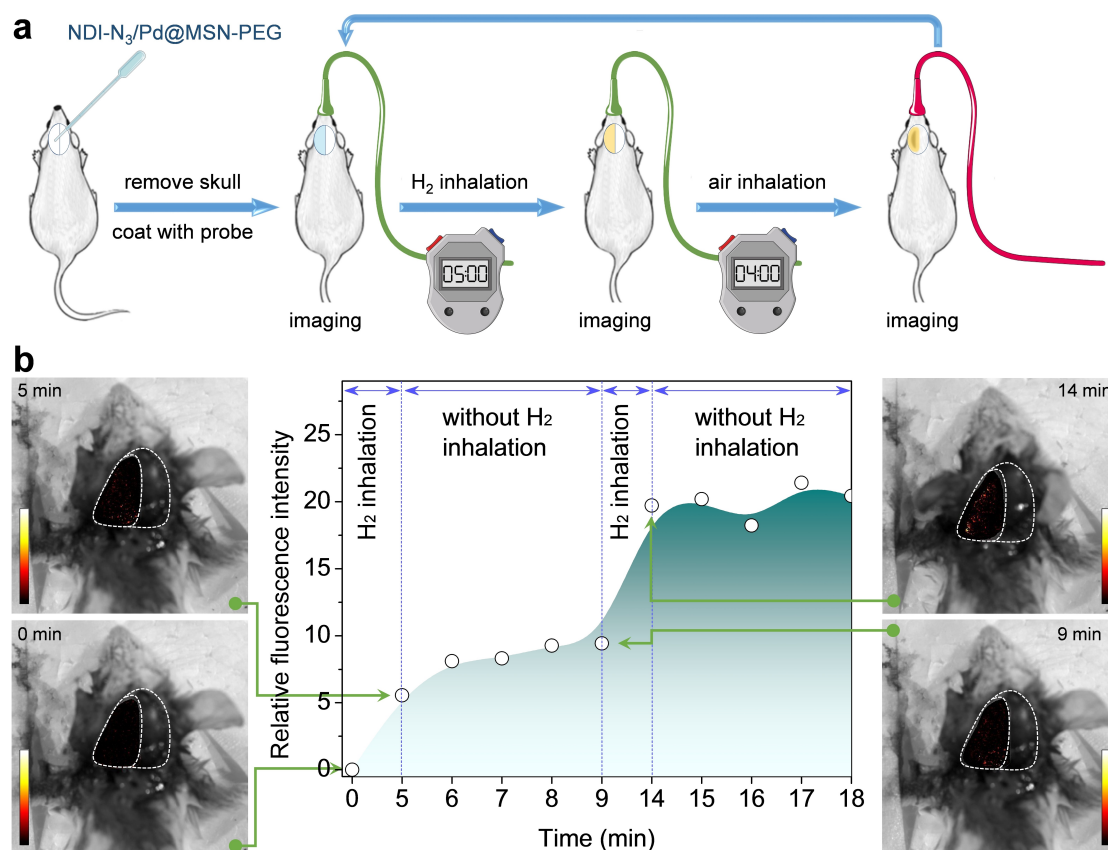 a
NDI-N₃/Pd@MSN-PEG
remove skull
coat with probe
H₂ inhalation
air inhalation
05:00
04:00
imaging
imaging
imaging
b
5 min
0 min
14 min
9 min
H₂ inhalation
without H₂
inhalation
H₂ inhalation
without H₂
inhalation
Relative fluorescence intensity
25
20
15
10
5
0
0 5 6 7 8 9 14 15 16 17 18
Time (min)